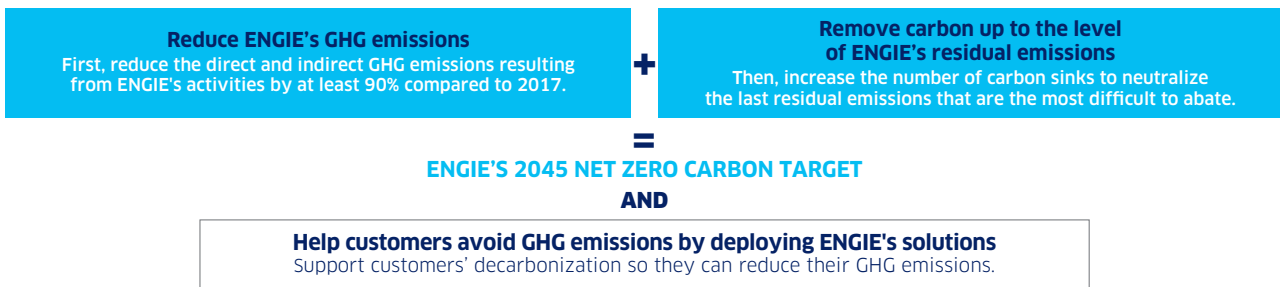 Reduce ENGIE's GHG emissions
First, reduce the direct and indirect GHG emissions resulting
from ENGIE's activities by at least 90% compared to 2017.
+
Remove carbon up to the level
of ENGIE's residual emissions
Then, increase the number of carbon sinks to neutralize
the last residual emissions that are the most difficult to abate.
=
ENGIE'S 2045 NET ZERO CARBON TARGET
AND
Help customers avoid GHG emissions by deploying ENGIE's solutions
Support customers' decarbonization so they can reduce their GHG emissions.